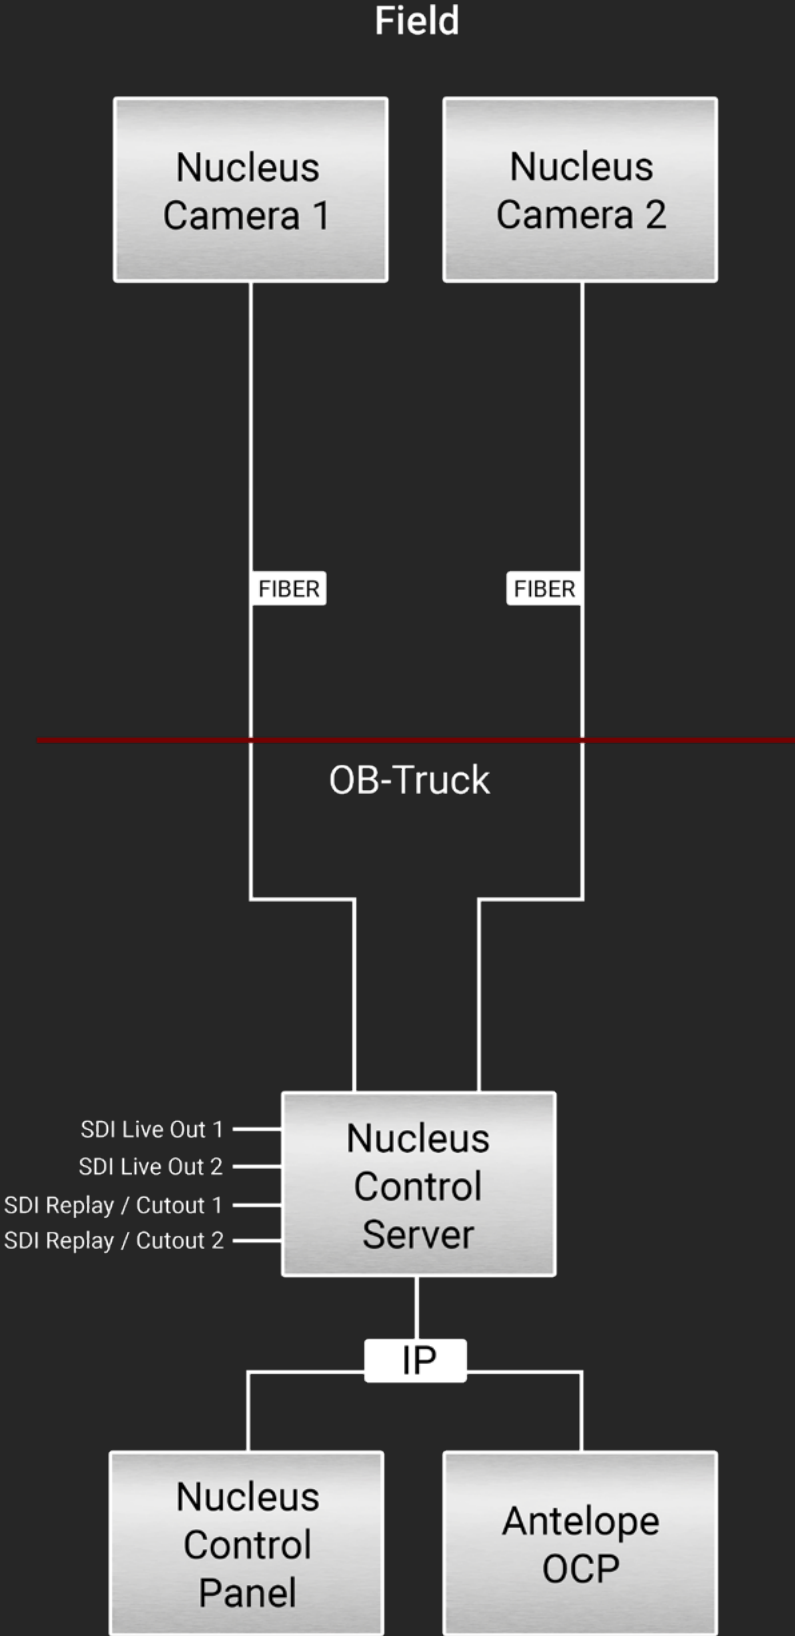 Field
Nucleus
Camera 1
Nucleus
Camera 2
FIBER
FIBER
OB-Truck
SDI Live Out 1
SDI Live Out 2
SDI Replay / Cutout 1
SDI Replay / Cutout 2
Nucleus
Control
Server
IP
Nucleus
Control
Panel
Antelope
OCP